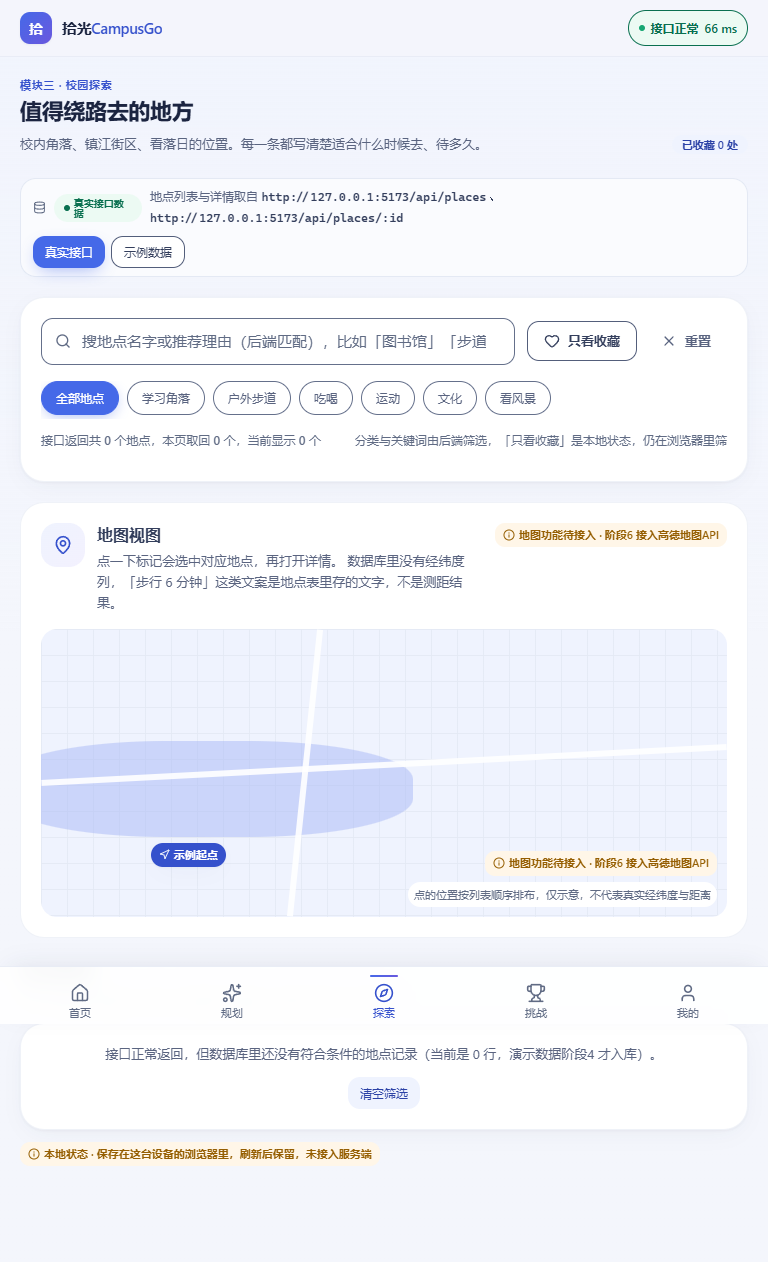 拾 拾光CampusGo
接口正常 66 ms
模块三 · 校园探索
值得绕路去的地方
校内角落、镇江街区、看落日的位置。每一条都写清楚适合什么时候去、待多久。
已收藏 0 处
真实接口数据
地点列表与详情取自 http://127.0.0.1:5173/api/places、
http://127.0.0.1:5173/api/places/:id
真实接口 示例数据
搜地点名字或推荐理由（后端匹配），比如「图书馆」「步道
只看收藏 重置
全部地点 学习角落 户外步道 吃喝 运动 文化 看风景
接口返回共 0 个地点，本页取回 0 个，当前显示 0 个
分类与关键词由后端筛选，「只看收藏」是本地状态，仍在浏览器里筛
地图视图
地图功能待接入 · 阶段6 接入高德地图API
点一下标记会选中对应地点，再打开详情。 数据库里没有经纬度
列，「步行 6 分钟」这类文案是地点表里存的文字，不是测距结
果。
示例起点
地图功能待接入 · 阶段6 接入高德地图API
点的位置按列表顺序排布，仅示意，不代表真实经纬度与距离
首页 规划 探索 挑战 我的
接口正常返回，但数据库里还没有符合条件的地点记录（当前是 0 行，演示数据阶段4 才入库）。
清空筛选
本地状态 · 保存在这台设备的浏览器里，刷新后保留，未接入服务端